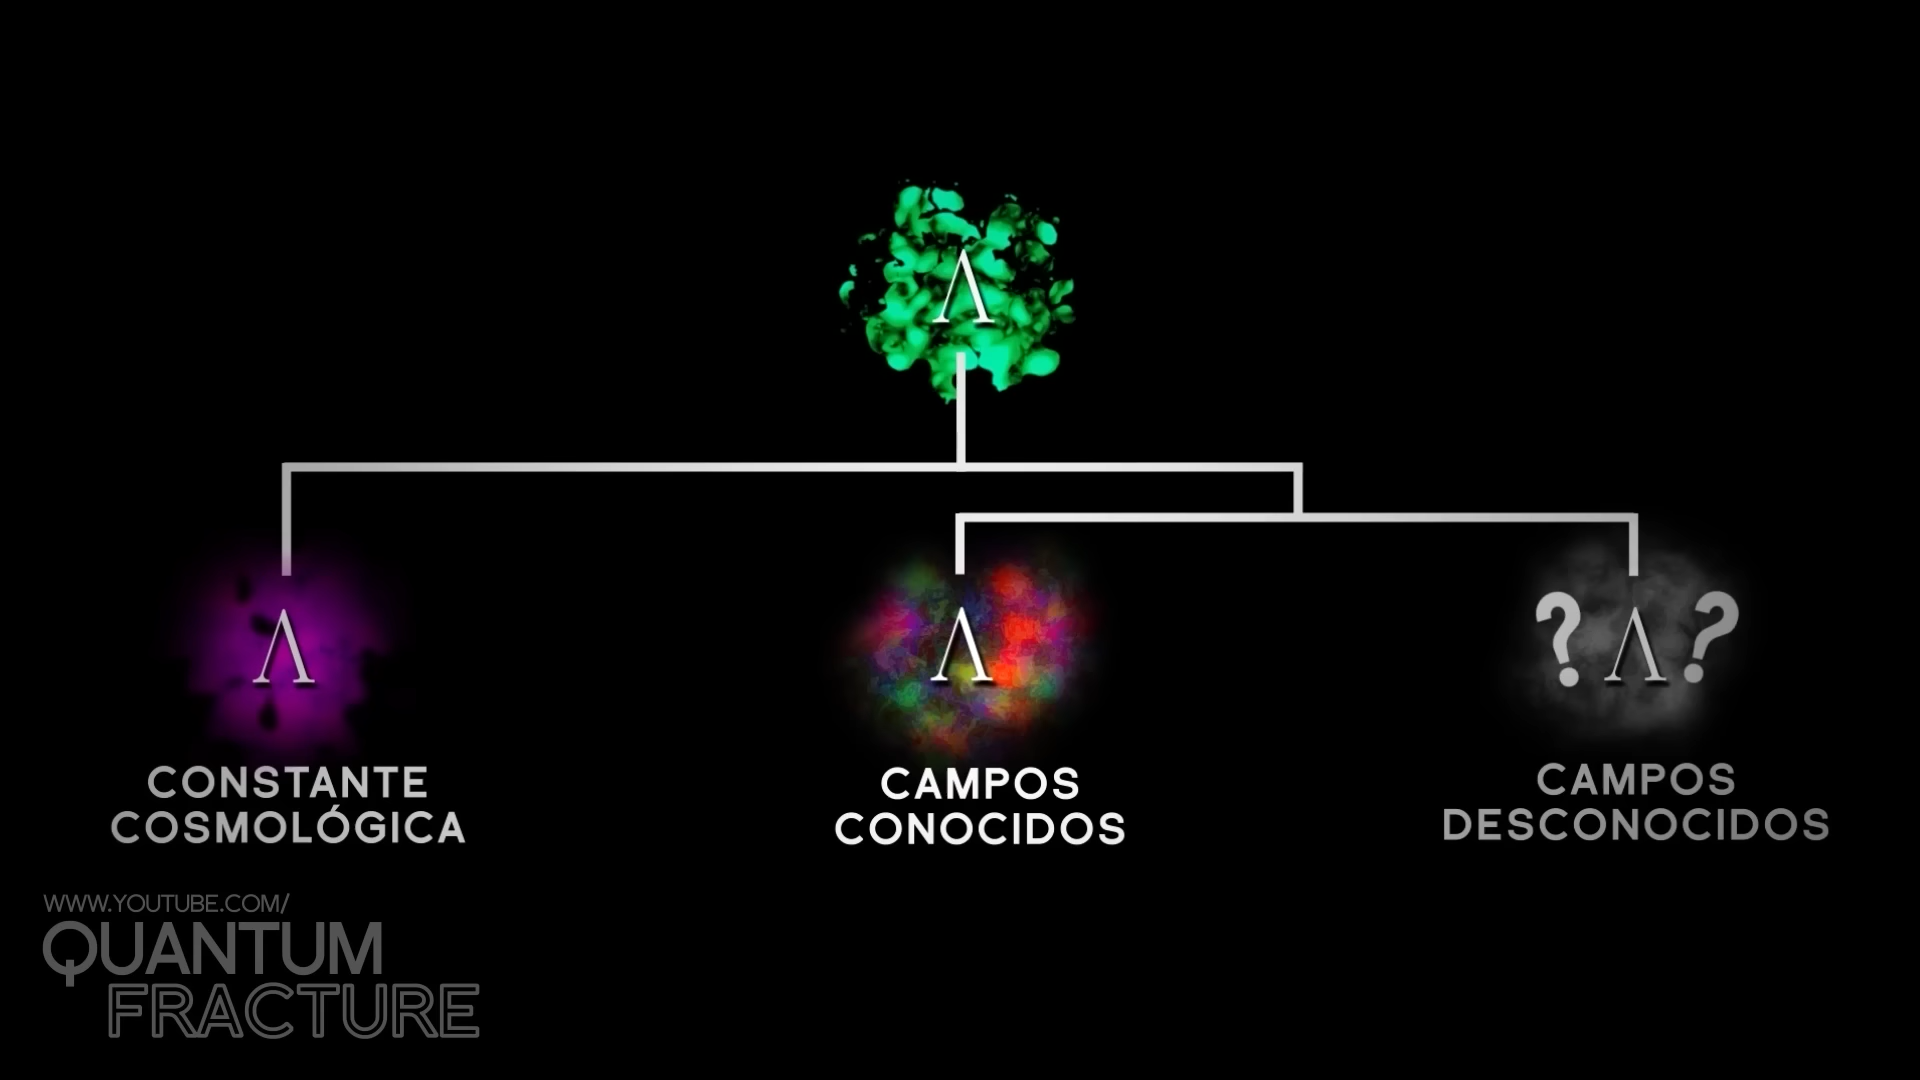 Λ
Λ
Λ
? Λ ?
CONSTANTE
COSMOLÓGICA
CAMPOS
CONOCIDOS
CAMPOS
DESCONOCIDOS
WWW.YOUTUBE.COM/
QUANTUM
FRACTURE